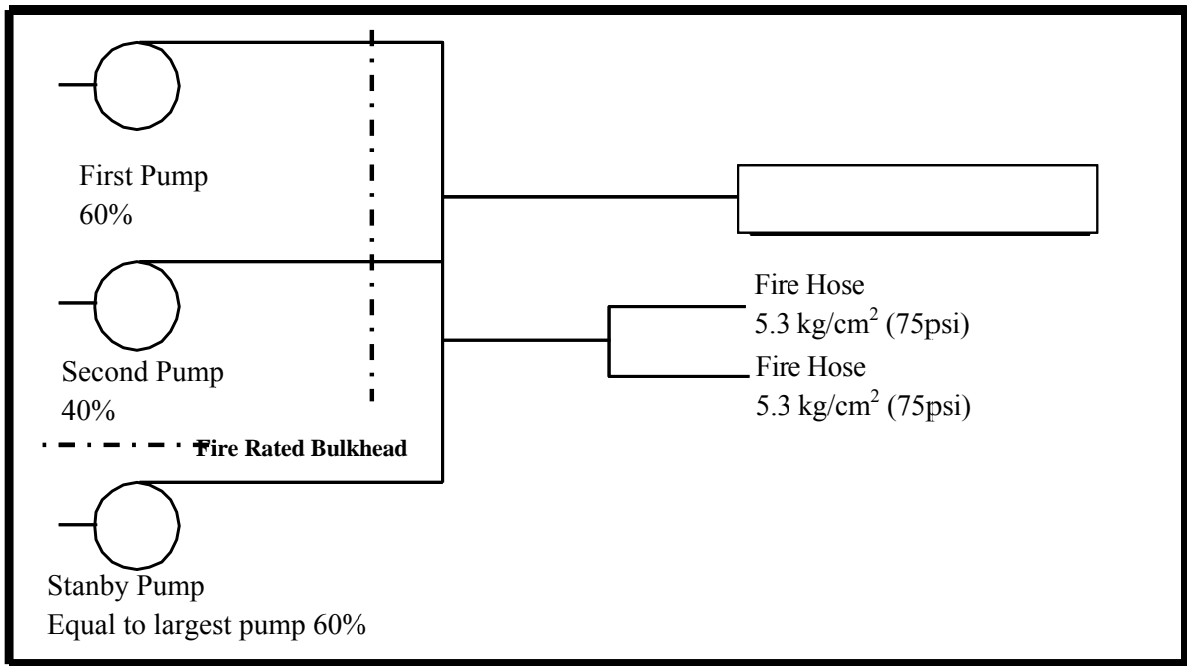 First Pump
60%
Second Pump
40%
Fire Rated Bulkhead
Stanby Pump
Equal to largest pump 60%
Fire Hose
5.3 kg/cm² (75psi)
Fire Hose
5.3 kg/cm² (75psi)